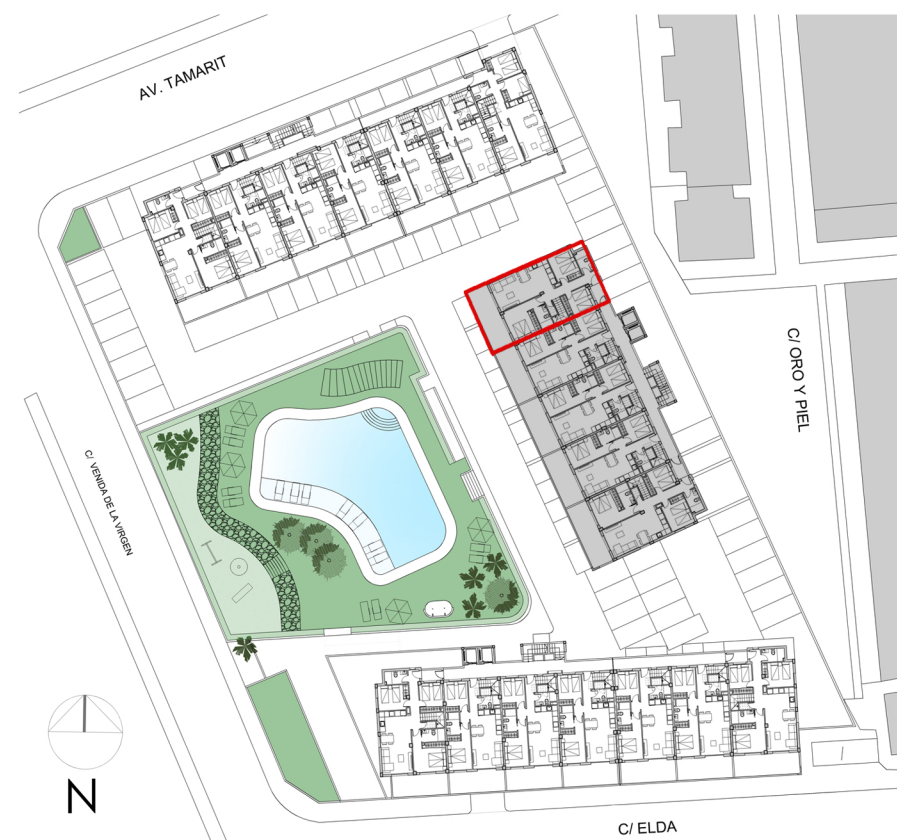 AV. TAMARIT
C/ ORO Y PIEL
C/ VENIDA DE LA VIRGEN
N
C/ ELDA